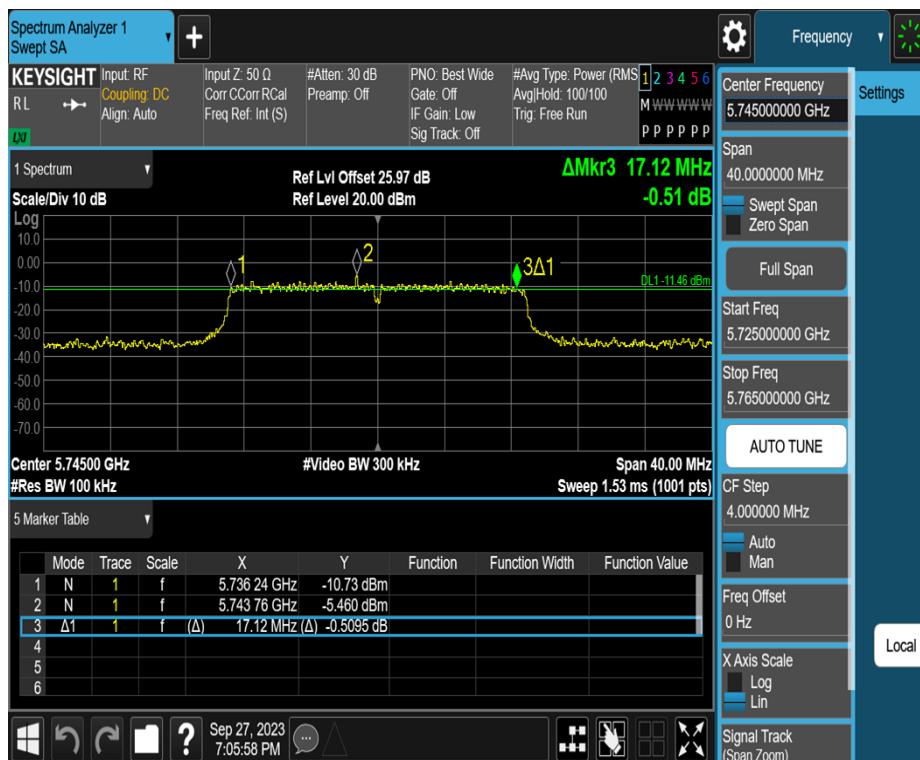 Spectrum Analyzer 1
Swept SA
+
Frequency
KEYSIGHT
RL
LXI
Input: RF
Coupling: DC
Align: Auto
Input Z: 50 Ω
Corr CCorr RCal
Freq Ref: Int (S)
#Atten: 30 dB
Preamp: Off
PNO: Best Wide
Gate: Off
IF Gain: Low
Sig Track: Off
#Avg Type: Power (RMS
Avg|Hold: 100/100
Trig: Free Run
1 2 3 4 5 6
M W W W W W
P P P P P P
Center Frequency
5.745000000 GHz
Settings
Span
40.0000000 MHz
Swept Span
Zero Span
Full Span
Start Freq
5.725000000 GHz
Stop Freq
5.765000000 GHz
AUTO TUNE
CF Step
4.000000 MHz
Auto
Man
Freq Offset
0 Hz
X Axis Scale
Log
Lin
Signal Track
(Span Zoom)
Local
1 Spectrum
Scale/Div 10 dB
Ref Lvl Offset 25.97 dB
Ref Level 20.00 dBm
ΔMkr3 17.12 MHz
-0.51 dB
Log
10.0
0.00
-10.0
-20.0
-30.0
-40.0
-50.0
-60.0
-70.0
1
2
3Δ1
DL1 -11.46 dBm
Center 5.74500 GHz
#Video BW 300 kHz
Span 40.00 MHz
#Res BW 100 kHz
Sweep 1.53 ms (1001 pts)
5 Marker Table
Mode Trace Scale X Y Function Function Width Function Value
1 N 1 f 5.736 24 GHz -10.73 dBm
2 N 1 f 5.743 76 GHz -5.460 dBm
3 Δ1 1 f (Δ) 17.12 MHz (Δ) -0.5095 dB
4
5
6
?
Sep 27, 2023
7:05:58 PM